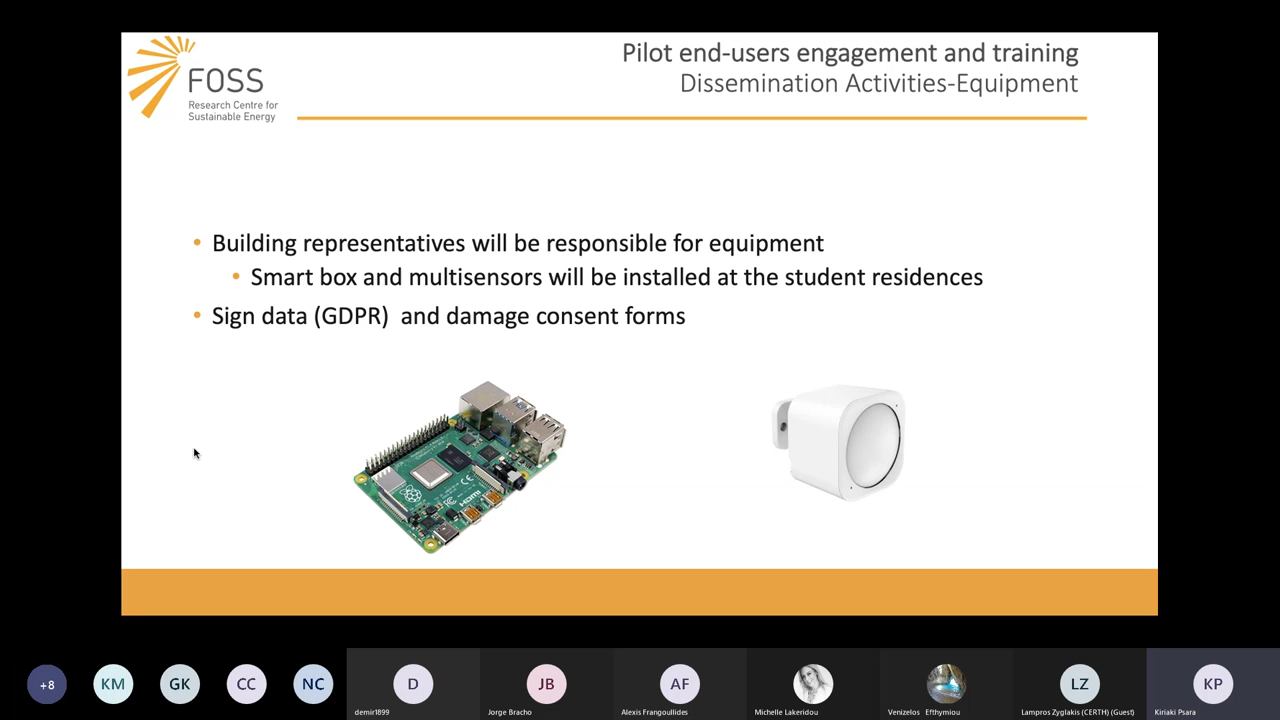 FOSS
Research Centre for
Sustainable Energy
Pilot end-users engagement and training
Dissemination Activities-Equipment
• Building representatives will be responsible for equipment
• Smart box and multisensors will be installed at the student residences
• Sign data (GDPR)  and damage consent forms
HDMI
+8
KM
GK
CC
NC
D
JB
AF
LZ
KP
demir1899
Jorge Bracho
Alexis Frangoullides
Michelle Lakeridou
Venizelos Efthymiou
Lampros Zyglakis (CERTH) (Guest)
Kiriaki Psara